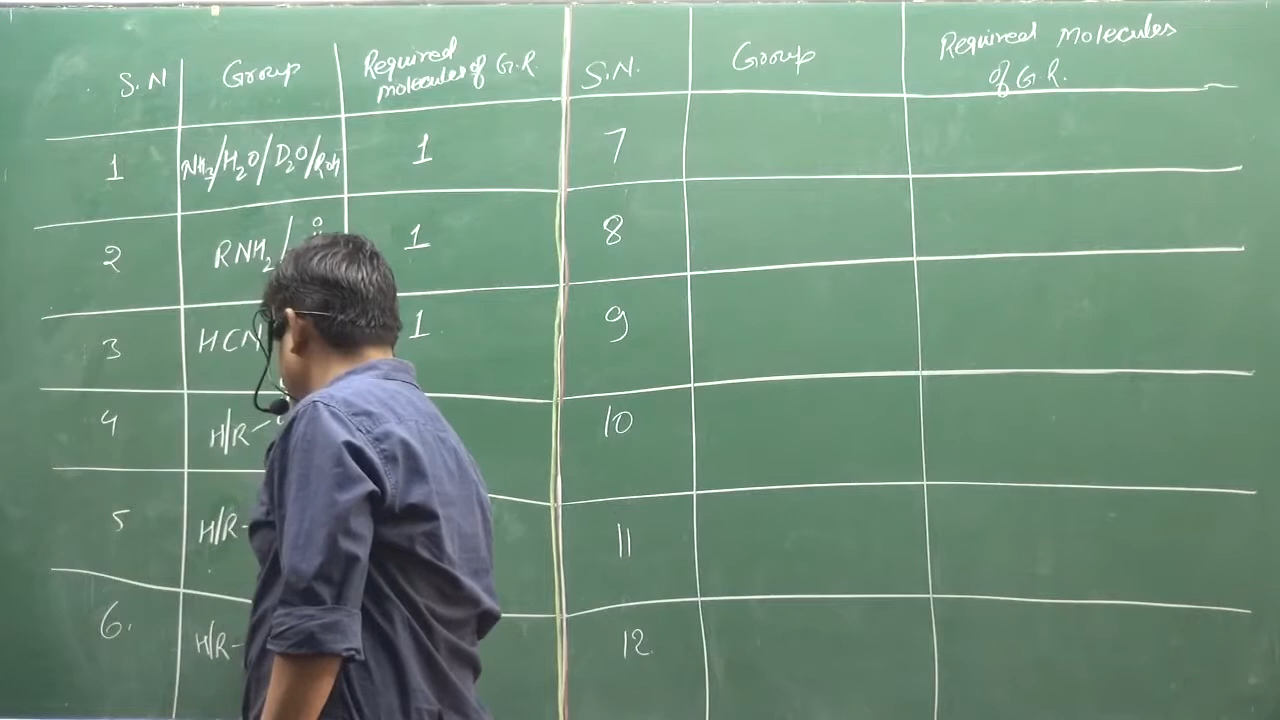 S.N Group Required molecules of G.R.
1 NH3/H2O/D2O/ROH 1
2 RNH2/ 1
3 HCN 1
4 H/R-
5 H/R-
6. H/R-
S.N. Group Required Molecules of G.R.
7
8
9
10
11
12.